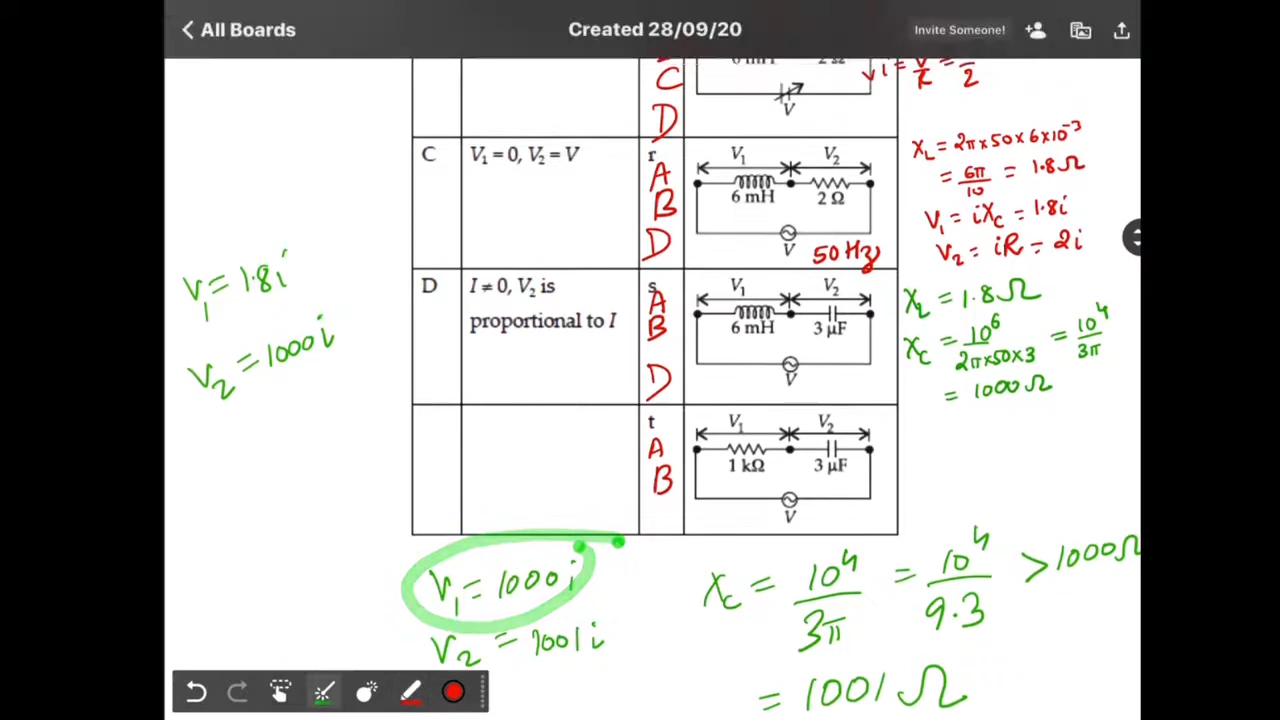 All Boards
Created 28/09/20
Invite Someone!
C
D
V
C
V₁ = 0, V₂ = V
r
A
B
D
V₁
V₂
6 mH
2 Ω
V
50 Hz
X_L = 2π×50×6×10⁻³
= 6π/10 = 1.8 Ω
V₁ = iX_C = 1.8i
V₂ = iR = 2i
D
I ≠ 0, V₂ is
proportional to I
s
A
B
D
V₁
V₂
6 mH
3 μF
V
X_L = 1.8 Ω
X_C = 10⁶/2π×50×3 = 10⁴/3π
= 1000 Ω
V₁ = 1.8i
V₂ = 1000i
t
A
B
V₁
V₂
1 kΩ
3 μF
V
V₁ = 1000i
V₂ = 1001i
X_C = 10⁴/3π = 10⁴/9.3 > 1000Ω
= 1001 Ω